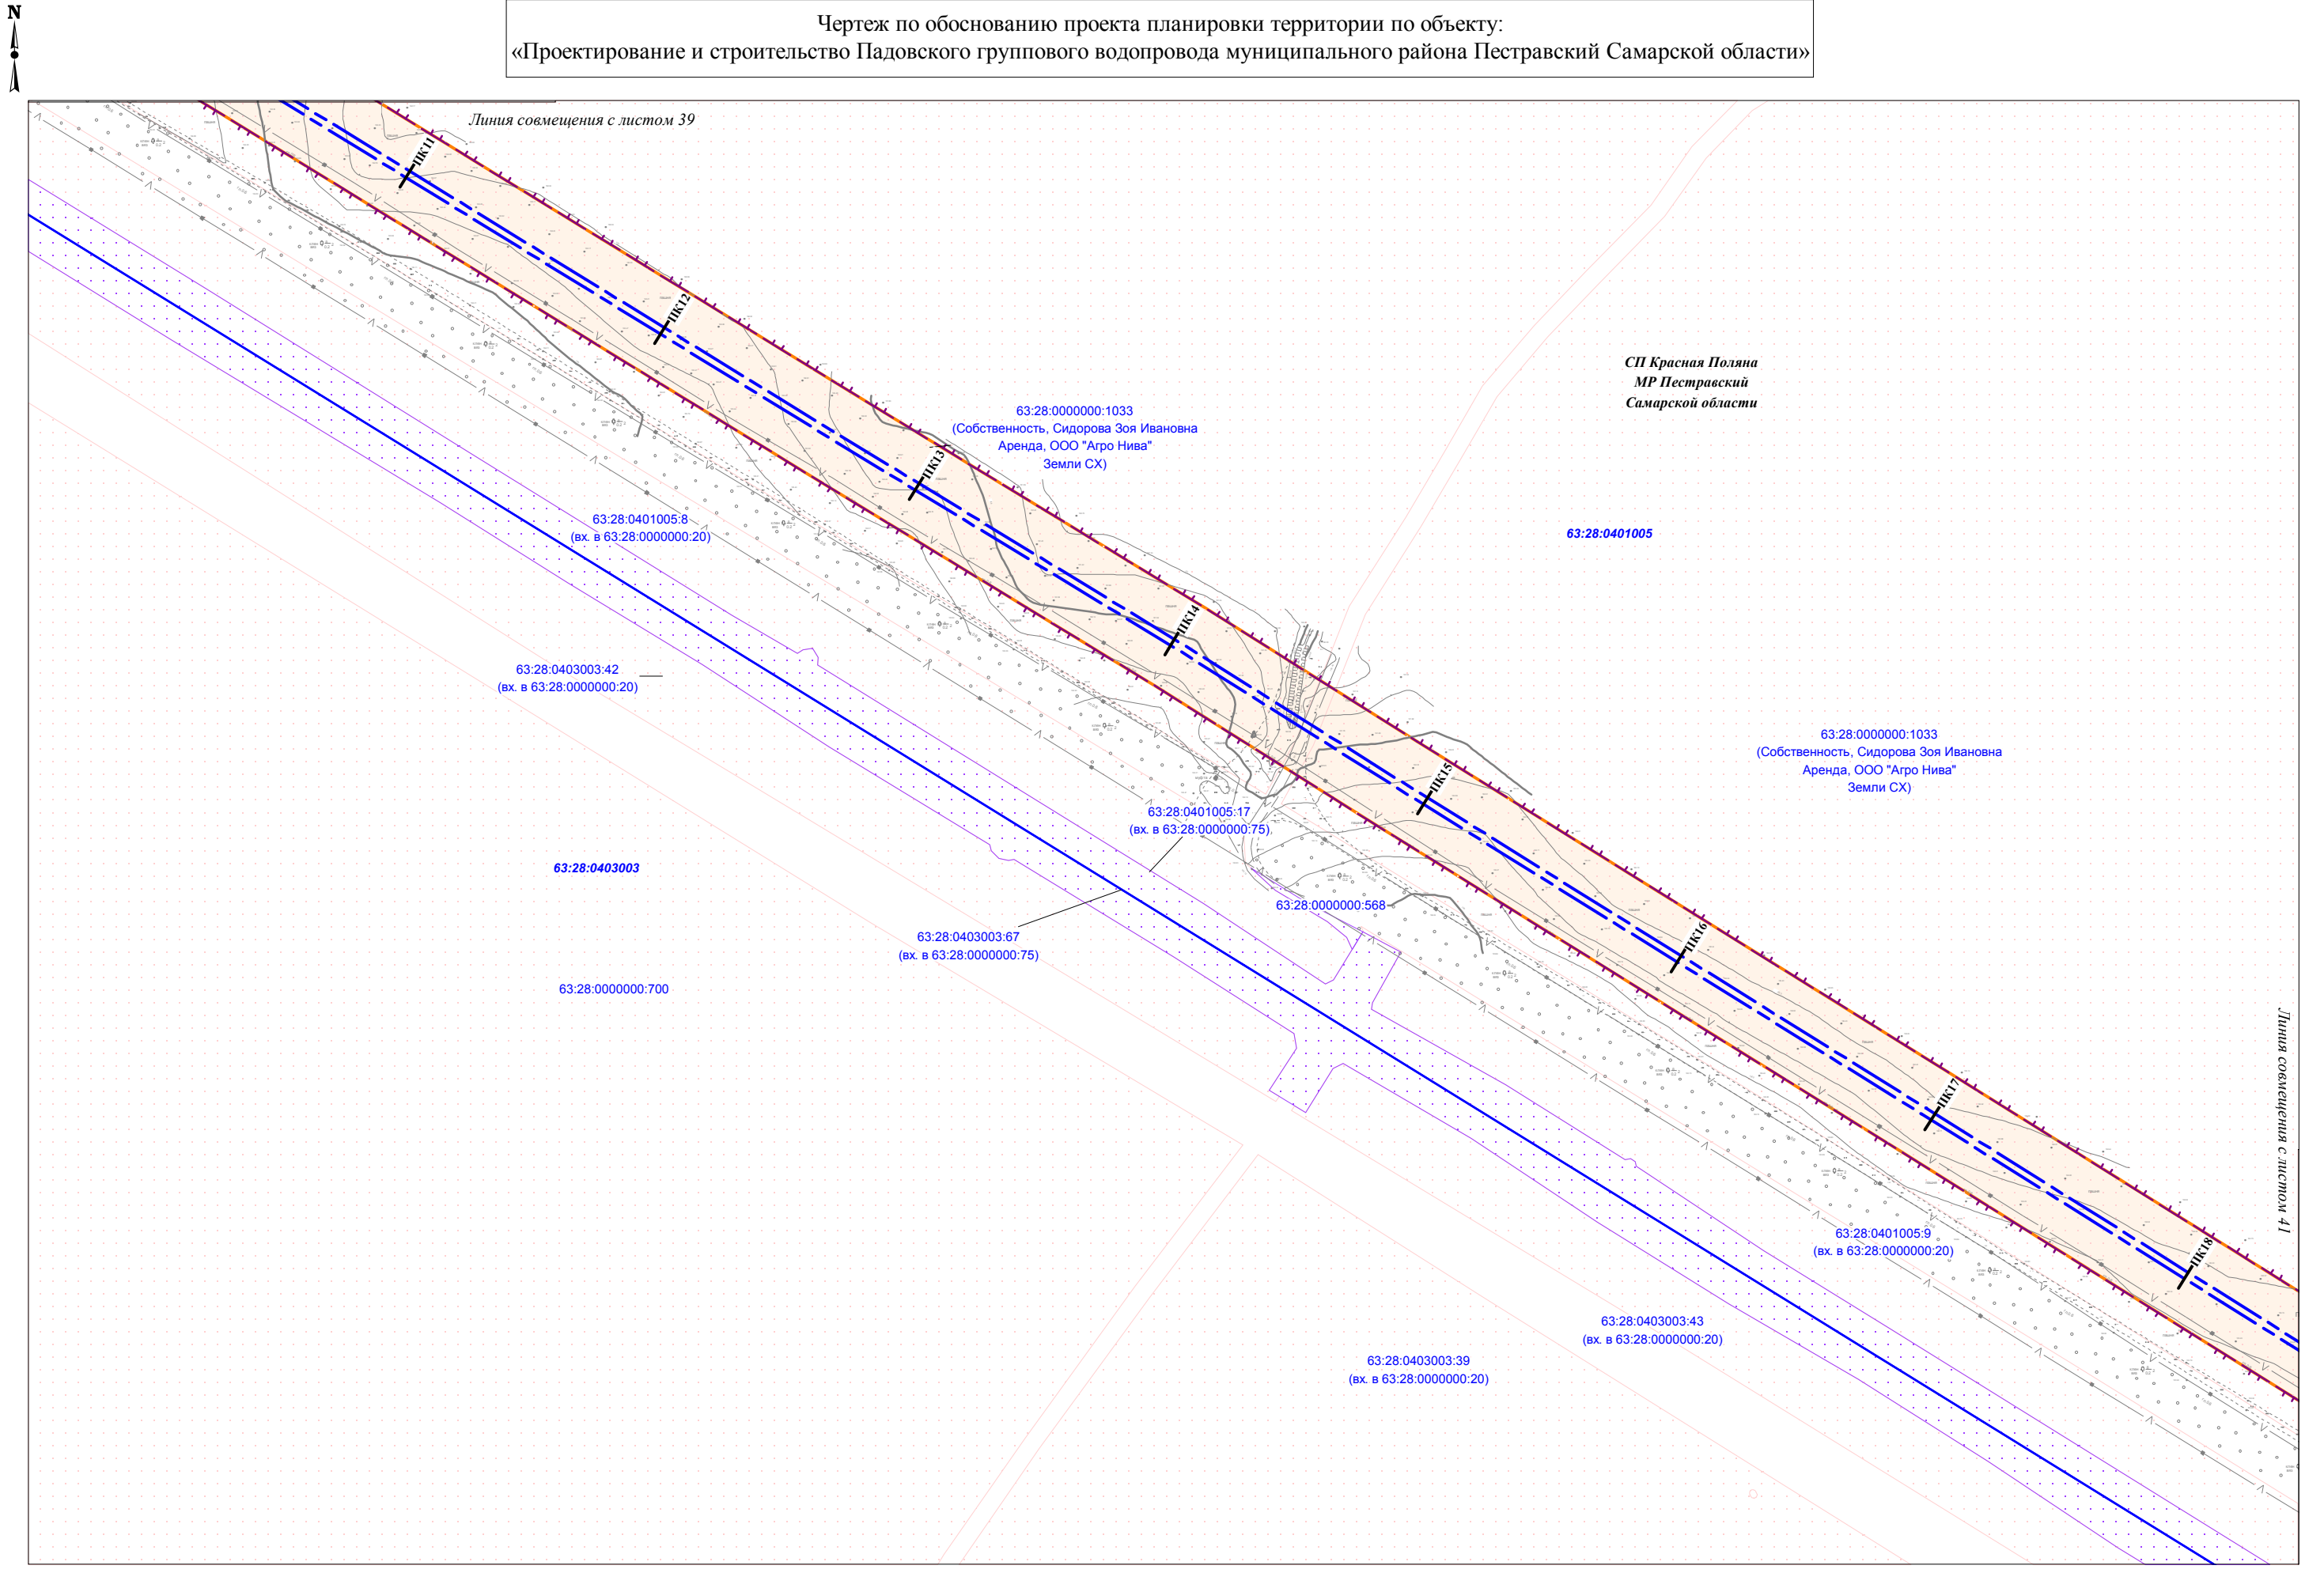 N
Чертеж по обоснованию проекта планировки территории по объекту:
«Проектирование и строительство Падовского группового водопровода муниципального района Пестравский Самарской области»
Линия совмещения с листом 39
ПК11
ПК12
СП Красная Поляна
МР Пестравский
Самарской области
63:28:0000000:1033
(Собственность, Сидорова Зоя Ивановна
Аренда, ООО "Агро Нива"
Земли СХ)
ПК13
63:28:0401005:8
(вх. в 63:28:0000000:20)
63:28:0401005
ПК14
63:28:0403003:42
(вх. в 63:28:0000000:20)
63:28:0000000:1033
(Собственность, Сидорова Зоя Ивановна
Аренда, ООО "Агро Нива"
Земли СХ)
ПК15
63:28:0401005:17
(вх. в 63:28:0000000:75)
63:28:0403003
63:28:0000000:568
63:28:0403003:67
(вх. в 63:28:0000000:75)
ПК16
63:28:0000000:700
Линия совмещения с листом 41
ПК17
63:28:0401005:9
(вх. в 63:28:0000000:20)
ПК18
63:28:0403003:43
(вх. в 63:28:0000000:20)
63:28:0403003:39
(вх. в 63:28:0000000:20)